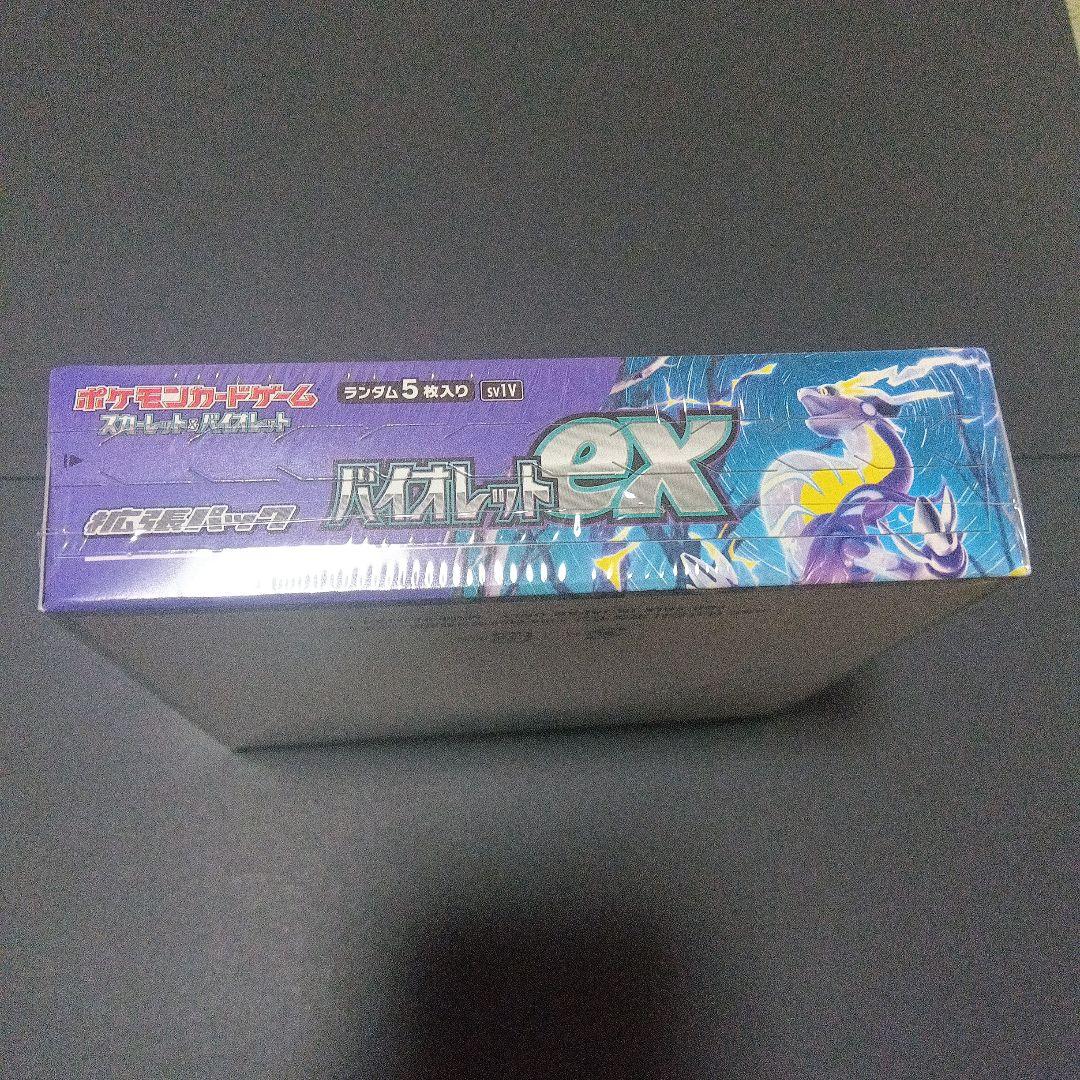 ポケモンカードゲーム
スカーレット&バイオレット
ランダム5枚入り sv1V
拡張パック
バイオレットex